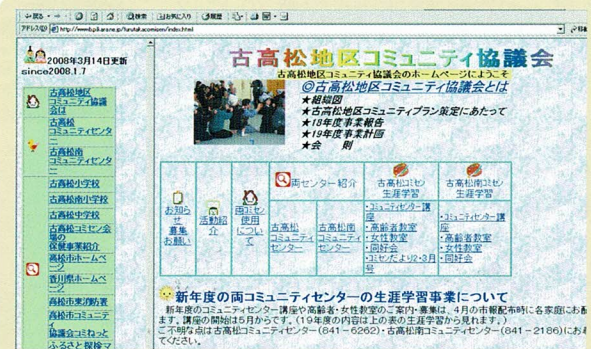 戻る
検索
お気に入り
履歴
アドレス(D)
http://www.pikara.ne.jp/furutakacomisen/index.html
2008年3月14日更新
since2008.1.7
古高松地区
コミュニティ協議
会は
古高松
コミュニティセンタ
ー
古高松南
コミュニティセンタ
ー
古高松小学校
古高松南小学校
古高松中学校
古高松コミセン会
場の
保健事業紹介
高松市ホームペ
ージ
香川県ホームペ
ージ
高松市東消防署
高松市コミュニテ
ィ
協議会コミねっと
ふるさと探検マ
古高松地区コミュニティ協議会
古高松地区コミュニティ協議会のホームページにようこそ
◎古高松地区コミュニティ協議会とは
★組織図
★古高松地区コミュニティプラン策定にあたって
★18年度事業報告
★19年度事業計画
★会 則
お知ら
せ
募集
お願い
活動紹
介
両コミセン
使用
につい
て
両センター紹介
古高松コミセン
生涯学習
古高松南コミセン
生涯学習
古高松
コミュニティ
センター
古高松南
コミュニティ
センター
・コミュニティセンター講
座
・高齢者教室
・女性教室
・同好会
・コミセンだより2・3月
号
・コミュニティセンター講
座
・高齢者教室
・女性教室
・同好会
新年度の両コミュニティセンターの生涯学習事業について
新年度のコミュニティセンター講座や高齢者・女性教室のご案内・募集は、4月の市報配布時に各家庭にお配
ます。講座の開始は5月からです。(19年度の内容は上の表の生涯学習から見れます。)
ご不明な点は古高松コミュニティセンター(841-6262)・古高松南コミュニティセンター(841-2186)にお尋
てください。